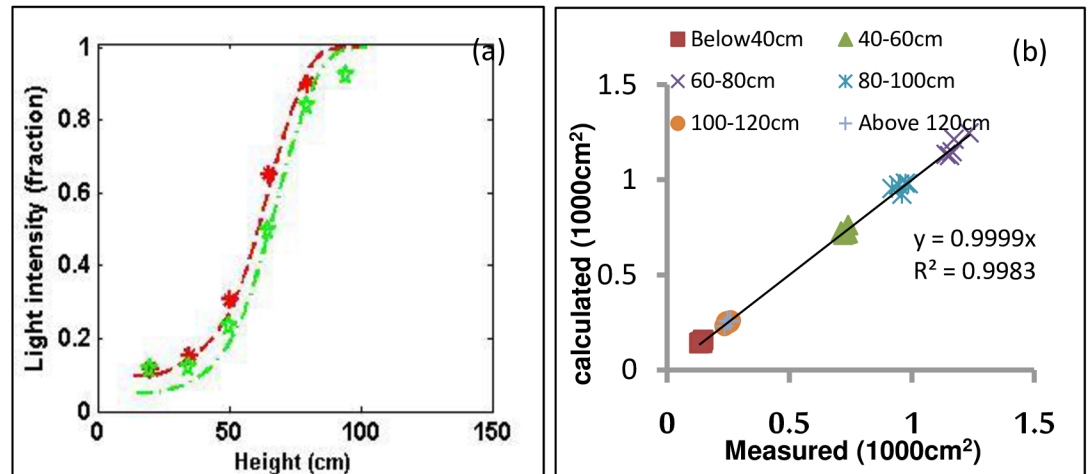 (a)
Light intensity (fraction)
1
0.8
0.6
0.4
0.2
0
0 50 100 150
Height (cm)
(b)
Below40cm 40-60cm
60-80cm 80-100cm
100-120cm Above 120cm
calculated (1000cm²)
1.5
1
0.5
0
y = 0.9999x
R² = 0.9983
0 0.5 1 1.5
Measured (1000cm²)